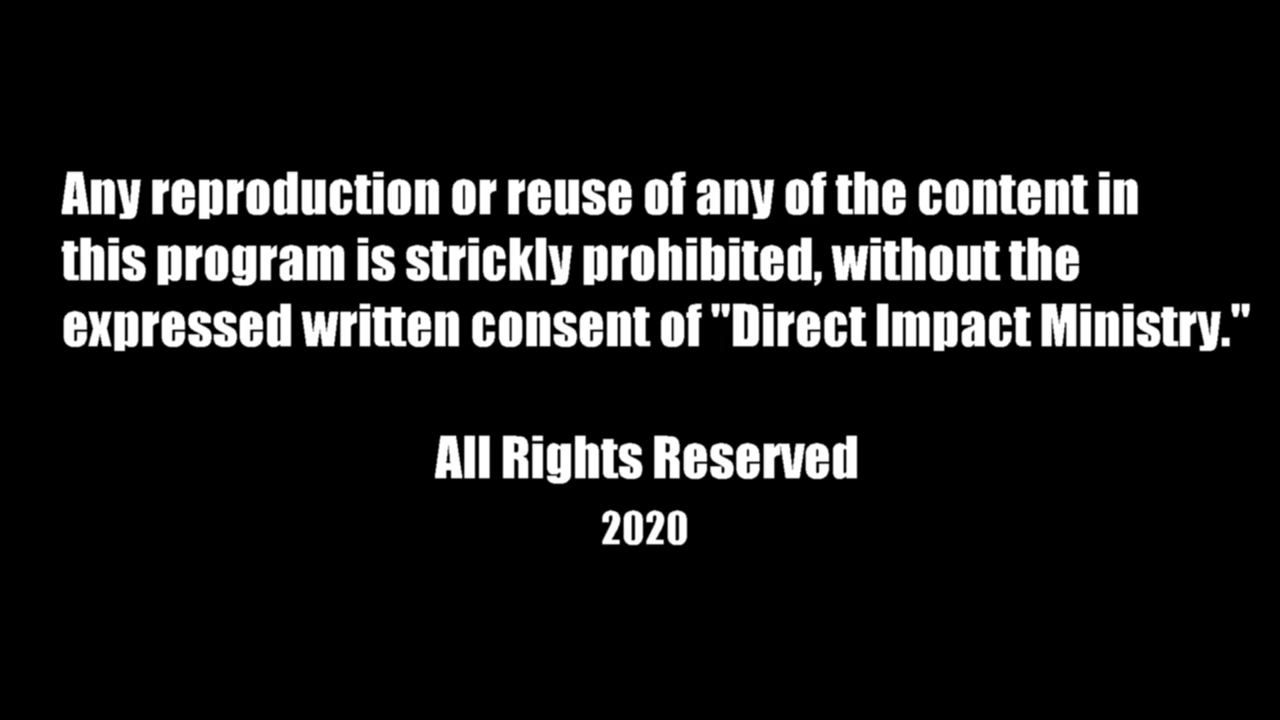 Any reproduction or reuse of any of the content in
this program is strickly prohibited, without the
expressed written consent of "Direct Impact Ministry."
All Rights Reserved
2020